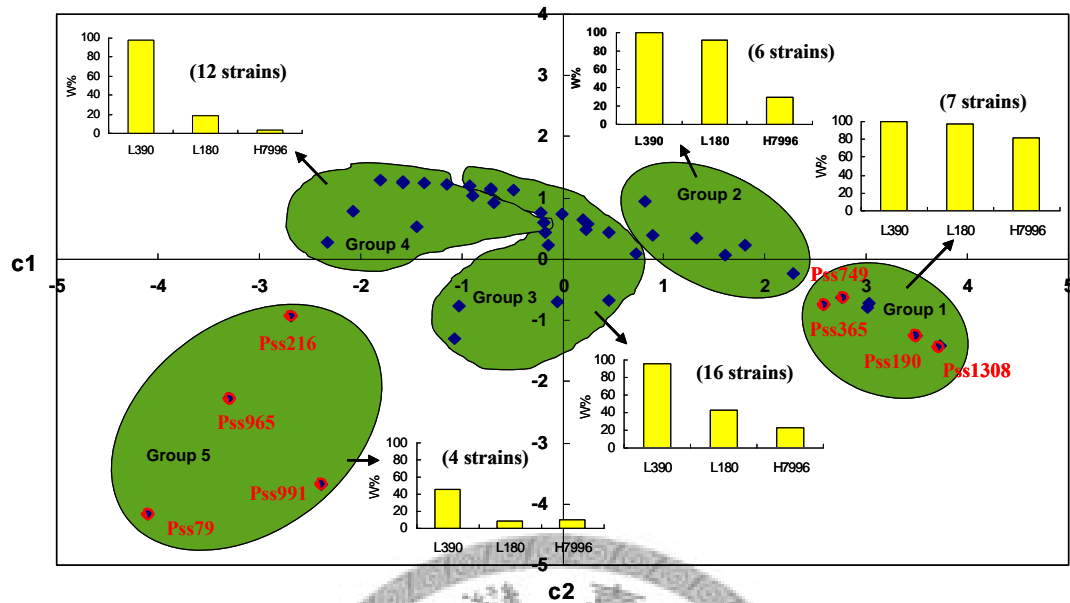 4
3
2
1
0
-1
-2
-3
-4
-5
-5
-4
-3
-2
-1
0
1
2
3
4
5
c1
c2
100
80
60
40
20
0
W%
(12 strains)
L390
L180
H7996
100
80
60
40
20
0
W%
(6 strains)
L390
L180
H7996
(7 strains)
100
80
60
40
20
0
W%
L390
L180
H7996
Group 2
Group 4
Group 3
Pss749
Group 1
Pss365
Pss190
Pss1308
Pss216
Pss965
Group 5
Pss991
Pss79
100
80
60
40
20
0
W%
(16 strains)
L390
L180
H7996
100
80
60
40
20
0
W%
(4 strains)
L390
L180
H7996